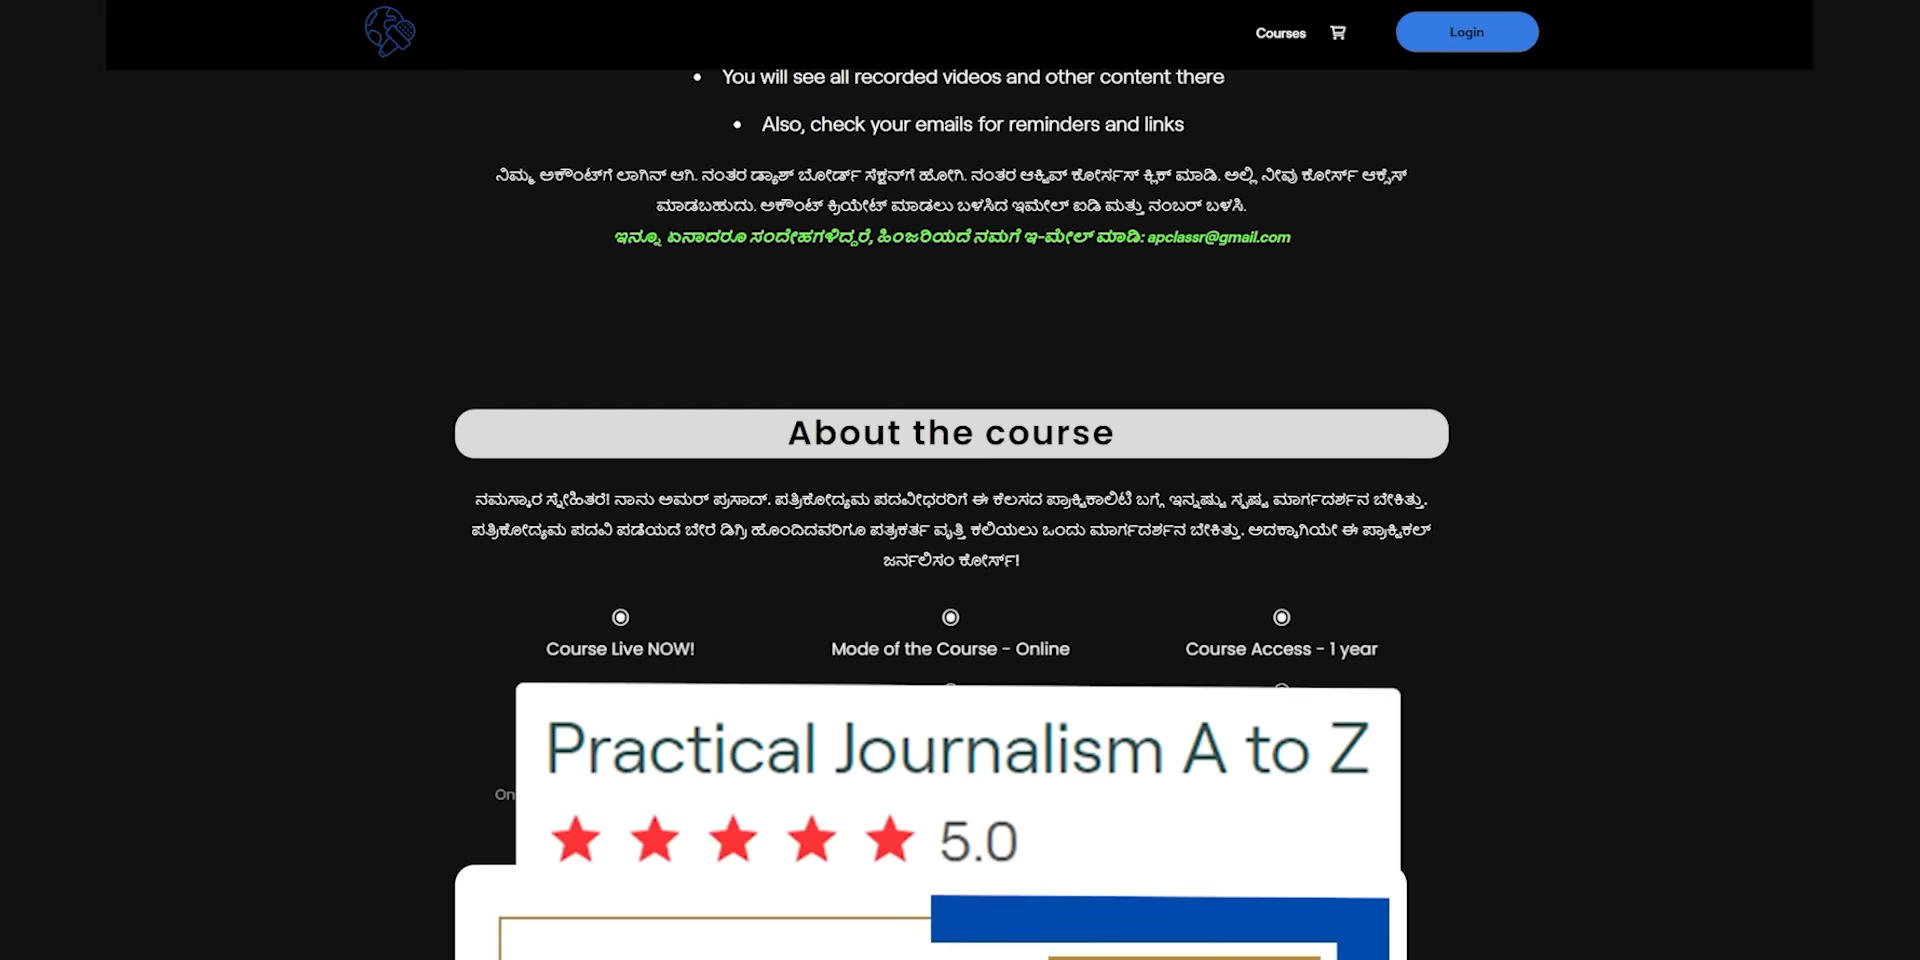 Courses
Login
You will see all recorded videos and other content there
Also, check your emails for reminders and links
ನಿಮ್ಮ ಅಕೌಂಟ್‌ಗೆ ಲಾಗಿನ್ ಆಗಿ. ನಂತರ ಡ್ಯಾಶ್ ಬೋರ್ಡ್ ಸೆಕ್ಷನ್‌ಗೆ ಹೋಗಿ. ನಂತರ ಆಕ್ಟಿವ್ ಕೋರ್ಸಸ್ ಕ್ಲಿಕ್ ಮಾಡಿ. ಅಲ್ಲಿ ನೀವು ಕೋರ್ಸ್ ಆಕ್ಸೆಸ್
ಮಾಡಬಹುದು. ಅಕೌಂಟ್ ಕ್ರಿಯೇಟ್ ಮಾಡಲು ಬಳಸಿದ ಇಮೇಲ್ ಐಡಿ ಮತ್ತು ನಂಬರ್ ಬಳಸಿ.
ಇನ್ನೂ ಏನಾದರೂ ಸಂದೇಹಗಳಿದ್ದರೆ, ಹಿಂಜರಿಯದೆ ನಮಗೆ ಇ-ಮೇಲ್ ಮಾಡಿ: apclassr@gmail.com
About the course
ನಮಸ್ಕಾರ ಸ್ನೇಹಿತರೆ! ನಾನು ಅಮರ್ ಪ್ರಸಾದ್. ಪತ್ರಿಕೋದ್ಯಮ ಪದವೀಧರರಿಗೆ ಈ ಕೆಲಸದ ಪ್ರಾಕ್ಟಿಕಾಲಿಟಿ ಬಗ್ಗೆ ಇನ್ನಷ್ಟು ಸ್ಪಷ್ಟ ಮಾರ್ಗದರ್ಶನ ಬೇಕಿತ್ತು.
ಪತ್ರಿಕೋದ್ಯಮ ಪದವಿ ಪಡೆಯದೆ ಬೇರೆ ಡಿಗ್ರಿ ಹೊಂದಿದವರಿಗೂ ಪತ್ರಕರ್ತ ವೃತ್ತಿ ಕಲಿಯಲು ಒಂದು ಮಾರ್ಗದರ್ಶನ ಬೇಕಿತ್ತು. ಅದಕ್ಕಾಗಿಯೇ ಈ ಪ್ರಾಕ್ಟಿಕಲ್
ಜರ್ನಲಿಸಂ ಕೋರ್ಸ್!
Course Live NOW!
Mode of the Course - Online
Course Access - 1 year
Practical Journalism A to Z
On
5.0